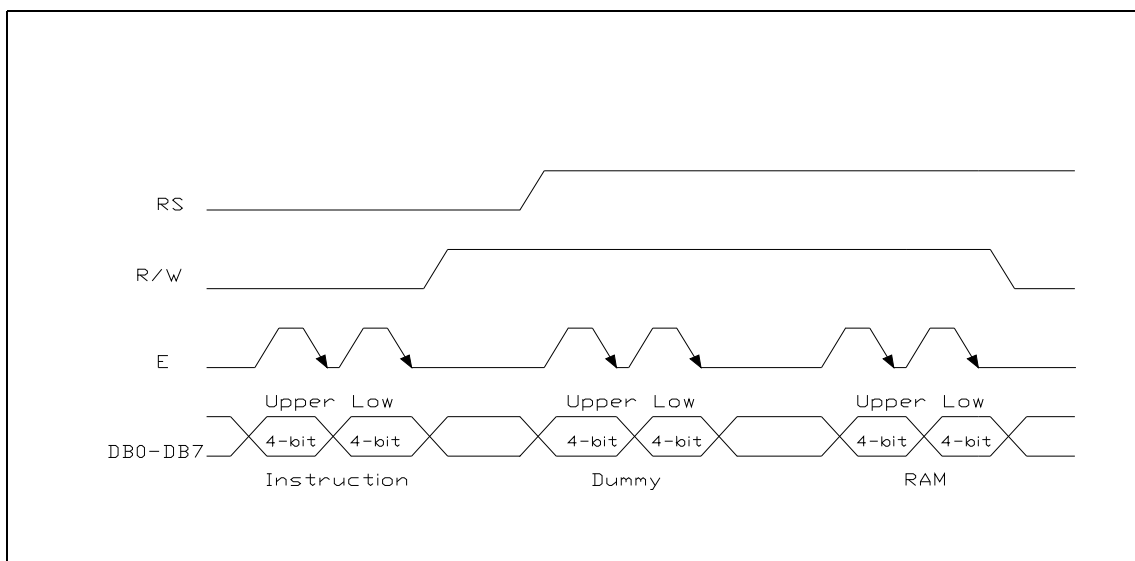 RS
R/W
E
Upper Low Upper Low Upper Low
DB0-DB7 4-bit 4-bit 4-bit 4-bit 4-bit 4-bit
Instruction Dummy RAM